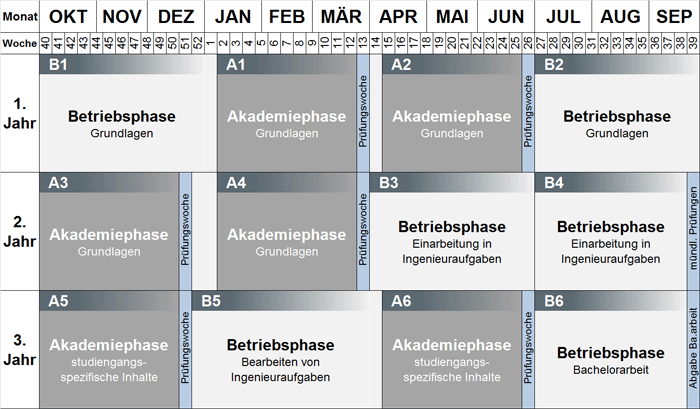 Monat OKT NOV DEZ JAN FEB MÄR APR MAI JUN JUL AUG SEP
Woche 40 41 42 43 44 45 46 47 48 49 50 51 52 1 2 3 4 5 6 7 8 9 10 11 12 13 14 15 16 17 18 19 20 21 22 23 24 25 26 27 28 29 30 31 32 33 34 35 36 37 38 39
1.
Jahr
B1
Betriebsphase
Grundlagen
A1
Akademiephase
Grundlagen
Prüfungswoche
A2
Akademiephase
Grundlagen
Prüfungswoche
B2
Betriebsphase
Grundlagen
2.
Jahr
A3
Akademiephase
Grundlagen
Prüfungswoche
A4
Akademiephase
Grundlagen
Prüfungswoche
B3
Betriebsphase
Einarbeitung in
Ingenieuraufgaben
B4
Betriebsphase
Einarbeitung in
Ingenieuraufgaben
mündl. Prüfungen
3.
Jahr
A5
Akademiephase
studiengangs-
spezifische Inhalte
Prüfungswoche
B5
Betriebsphase
Bearbeiten von
Ingenieuraufgaben
A6
Akademiephase
studiengangs-
spezifische Inhalte
Prüfungswoche
B6
Betriebsphase
Bachelorarbeit
Abgabe Ba.arbeit